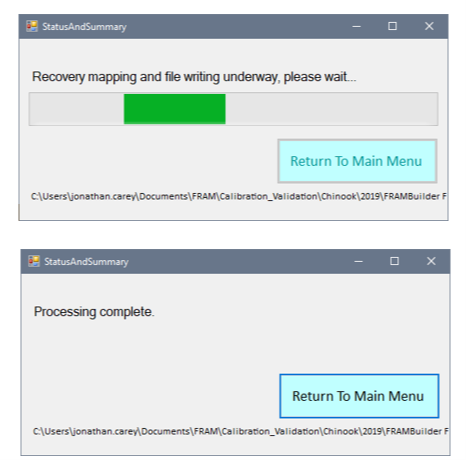 StatusAndSummary
Recovery mapping and file writing underway, please wait...
Return To Main Menu
C:\Users\jonathan.carey\Documents\FRAM\Calibration_Validation\Chinook\2019\FRAMBuilder F
StatusAndSummary
Processing complete.
Return To Main Menu
C:\Users\jonathan.carey\Documents\FRAM\Calibration_Validation\Chinook\2019\FRAMBuilder F